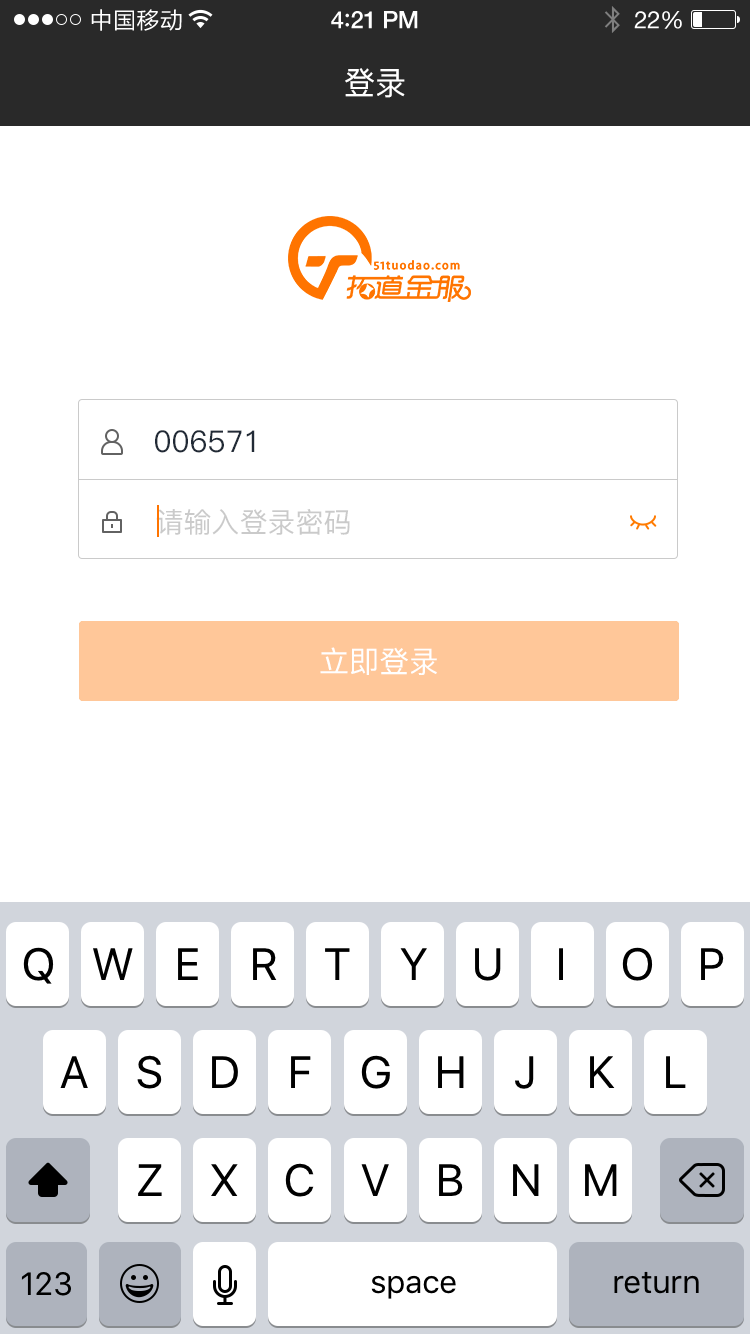 中国移动 4:21 PM 22%
登录
51tuodao.com
拓道金服
006571
请输入登录密码
立即登录
Q W E R T Y U I O P
A S D F G H J K L
Z X C V B N M
123 space return